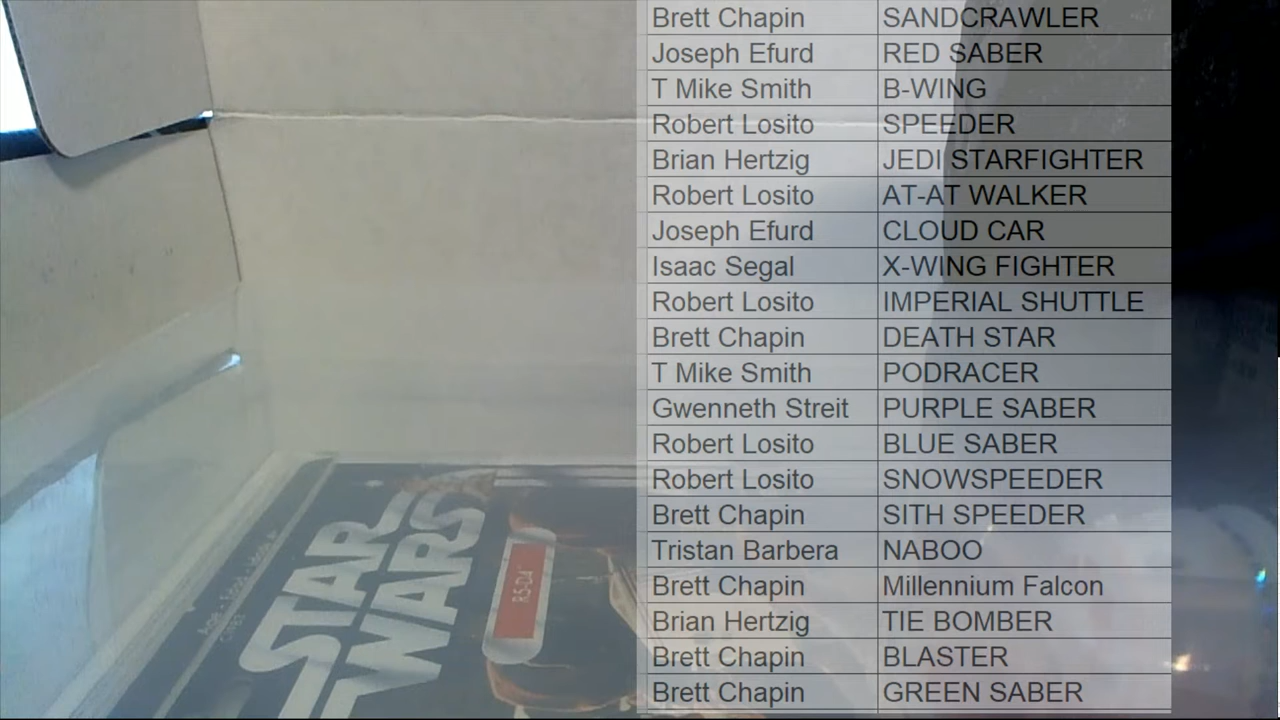 Brett Chapin SANDCRAWLER
Joseph Efurd RED SABER
T Mike Smith B-WING
Robert Losito SPEEDER
Brian Hertzig JEDI STARFIGHTER
Robert Losito AT-AT WALKER
Joseph Efurd CLOUD CAR
Isaac Segal X-WING FIGHTER
Robert Losito IMPERIAL SHUTTLE
Brett Chapin DEATH STAR
T Mike Smith PODRACER
Gwenneth Streit PURPLE SABER
Robert Losito BLUE SABER
Robert Losito SNOWSPEEDER
Brett Chapin SITH SPEEDER
Tristan Barbera NABOO
Brett Chapin Millennium Falcon
Brian Hertzig TIE BOMBER
Brett Chapin BLASTER
Brett Chapin GREEN SABER
STAR
WARS
R5-D4